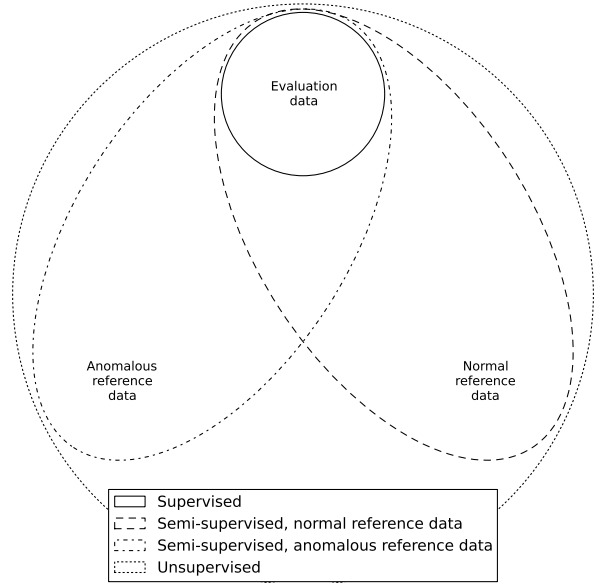 Evaluation
data
Anomalous
reference
data
Normal
reference
data
Supervised
Semi-supervised, normal reference data
Semi-supervised, anomalous reference data
Unsupervised